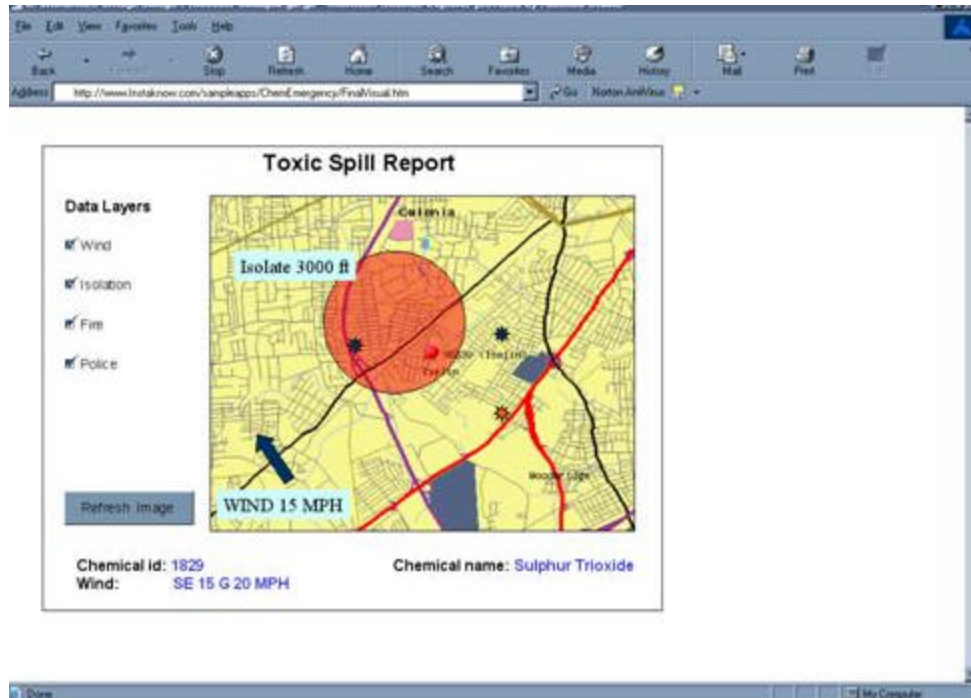 File Edit View Favorites Tools Help
Back Stop Refresh Home Search Favorites Media History Mail Print
Address http://www.Instaknow.com/sampleapps/ChemEmergency/FinalVisual.htm Go Norton AntiVirus
Toxic Spill Report
Data Layers
Wind
Isolation
Fire
Police
Colonia
Isolate 3000 ft
WIND 15 MPH
Refresh Image
Chemical id: 1829
Chemical name: Sulphur Trioxide
Wind: SE 15 G 20 MPH
Done
My Computer